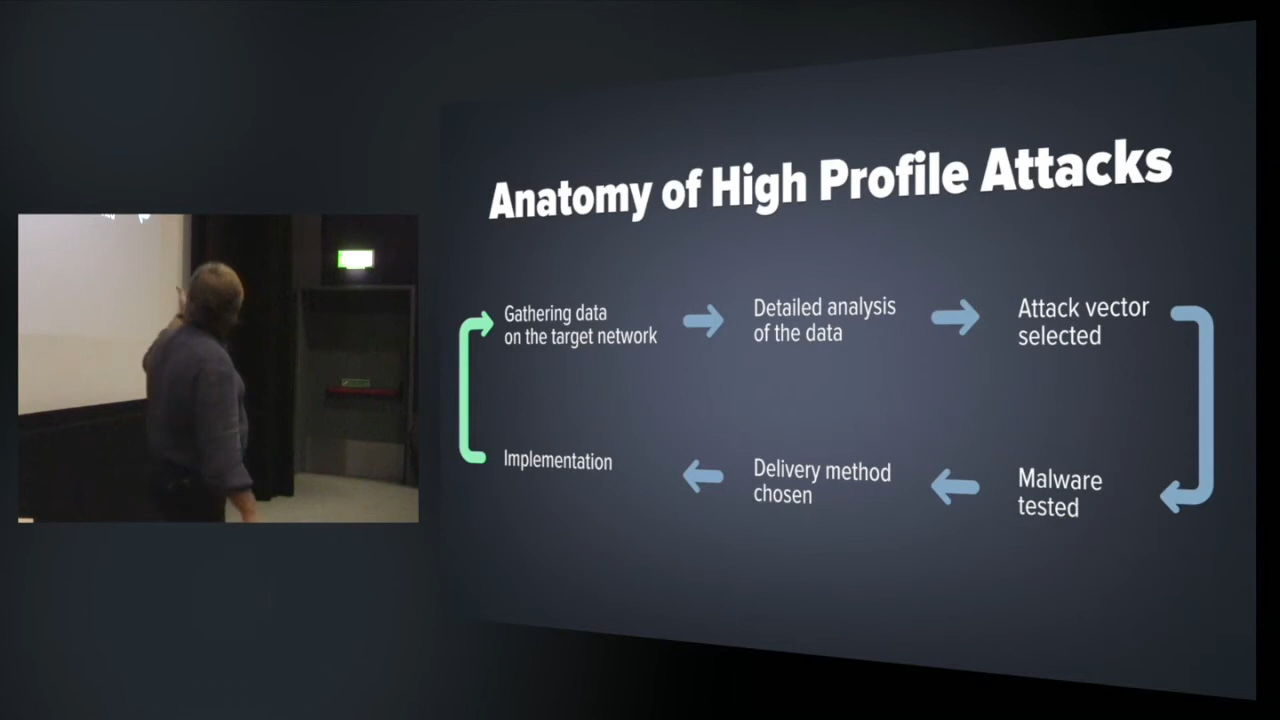 Anatomy of High Profile Attacks
Gathering data
on the target network
Detailed analysis
of the data
Attack vector
selected
Implementation
Delivery method
chosen
Malware
tested